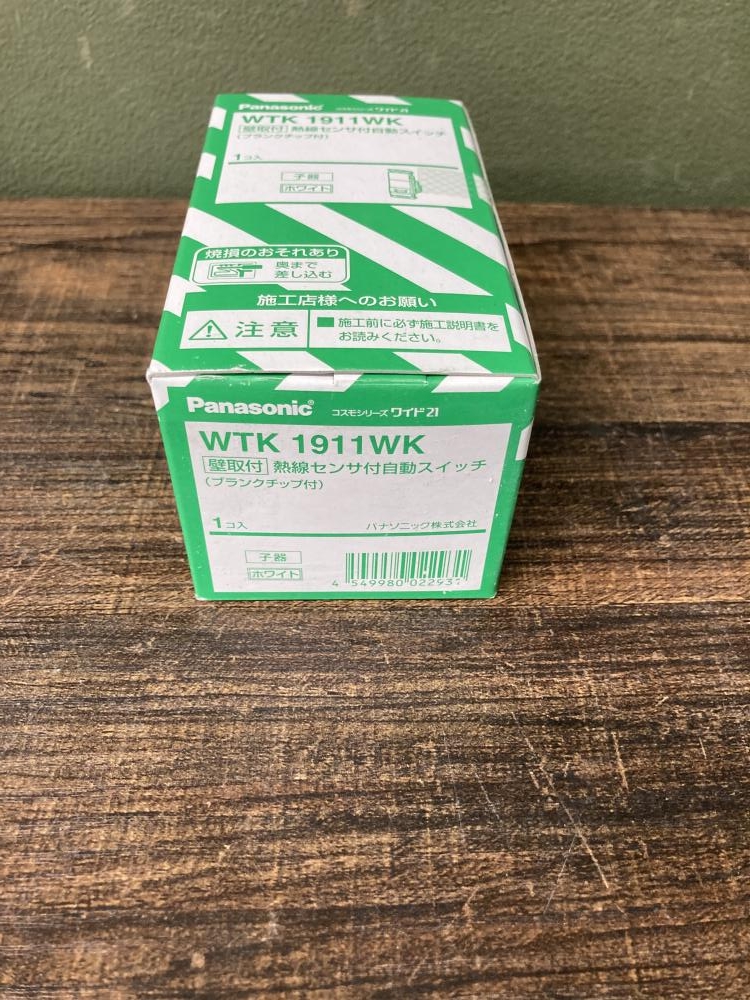 Panasonic コスモシリーズ ワイド21
WTK 1911WK
壁取付 熱線センサ付自動スイッチ
(ブランクチップ付)
1コ入
子器
ホワイト
焼損のおそれあり
奥まで
差し込む
施工店様へのお願い
注意
■施工前に必ず施工説明書を
お読みください。
Panasonic コスモシリーズ ワイド21
WTK 1911WK
壁取付 熱線センサ付自動スイッチ
(ブランクチップ付)
1コ入 パナソニック株式会社
子器
ホワイト
4 549980 022931